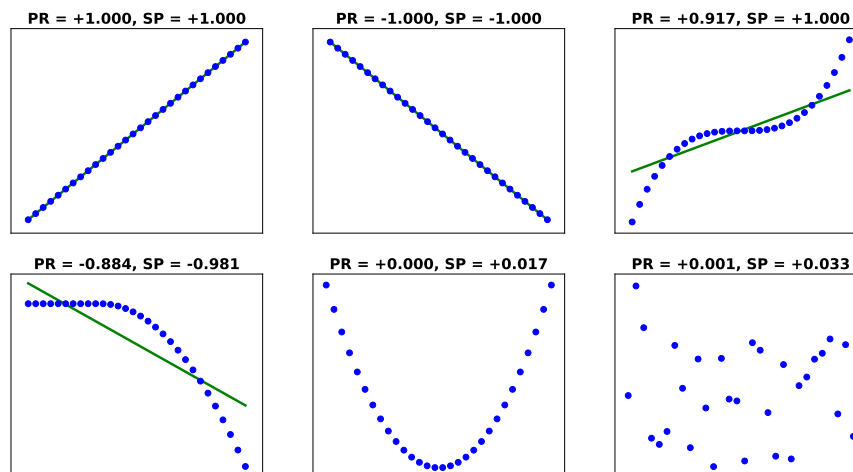 PR = +1.000, SP = +1.000
PR = -1.000, SP = -1.000
PR = +0.917, SP = +1.000
PR = -0.884, SP = -0.981
PR = +0.000, SP = +0.017
PR = +0.001, SP = +0.033